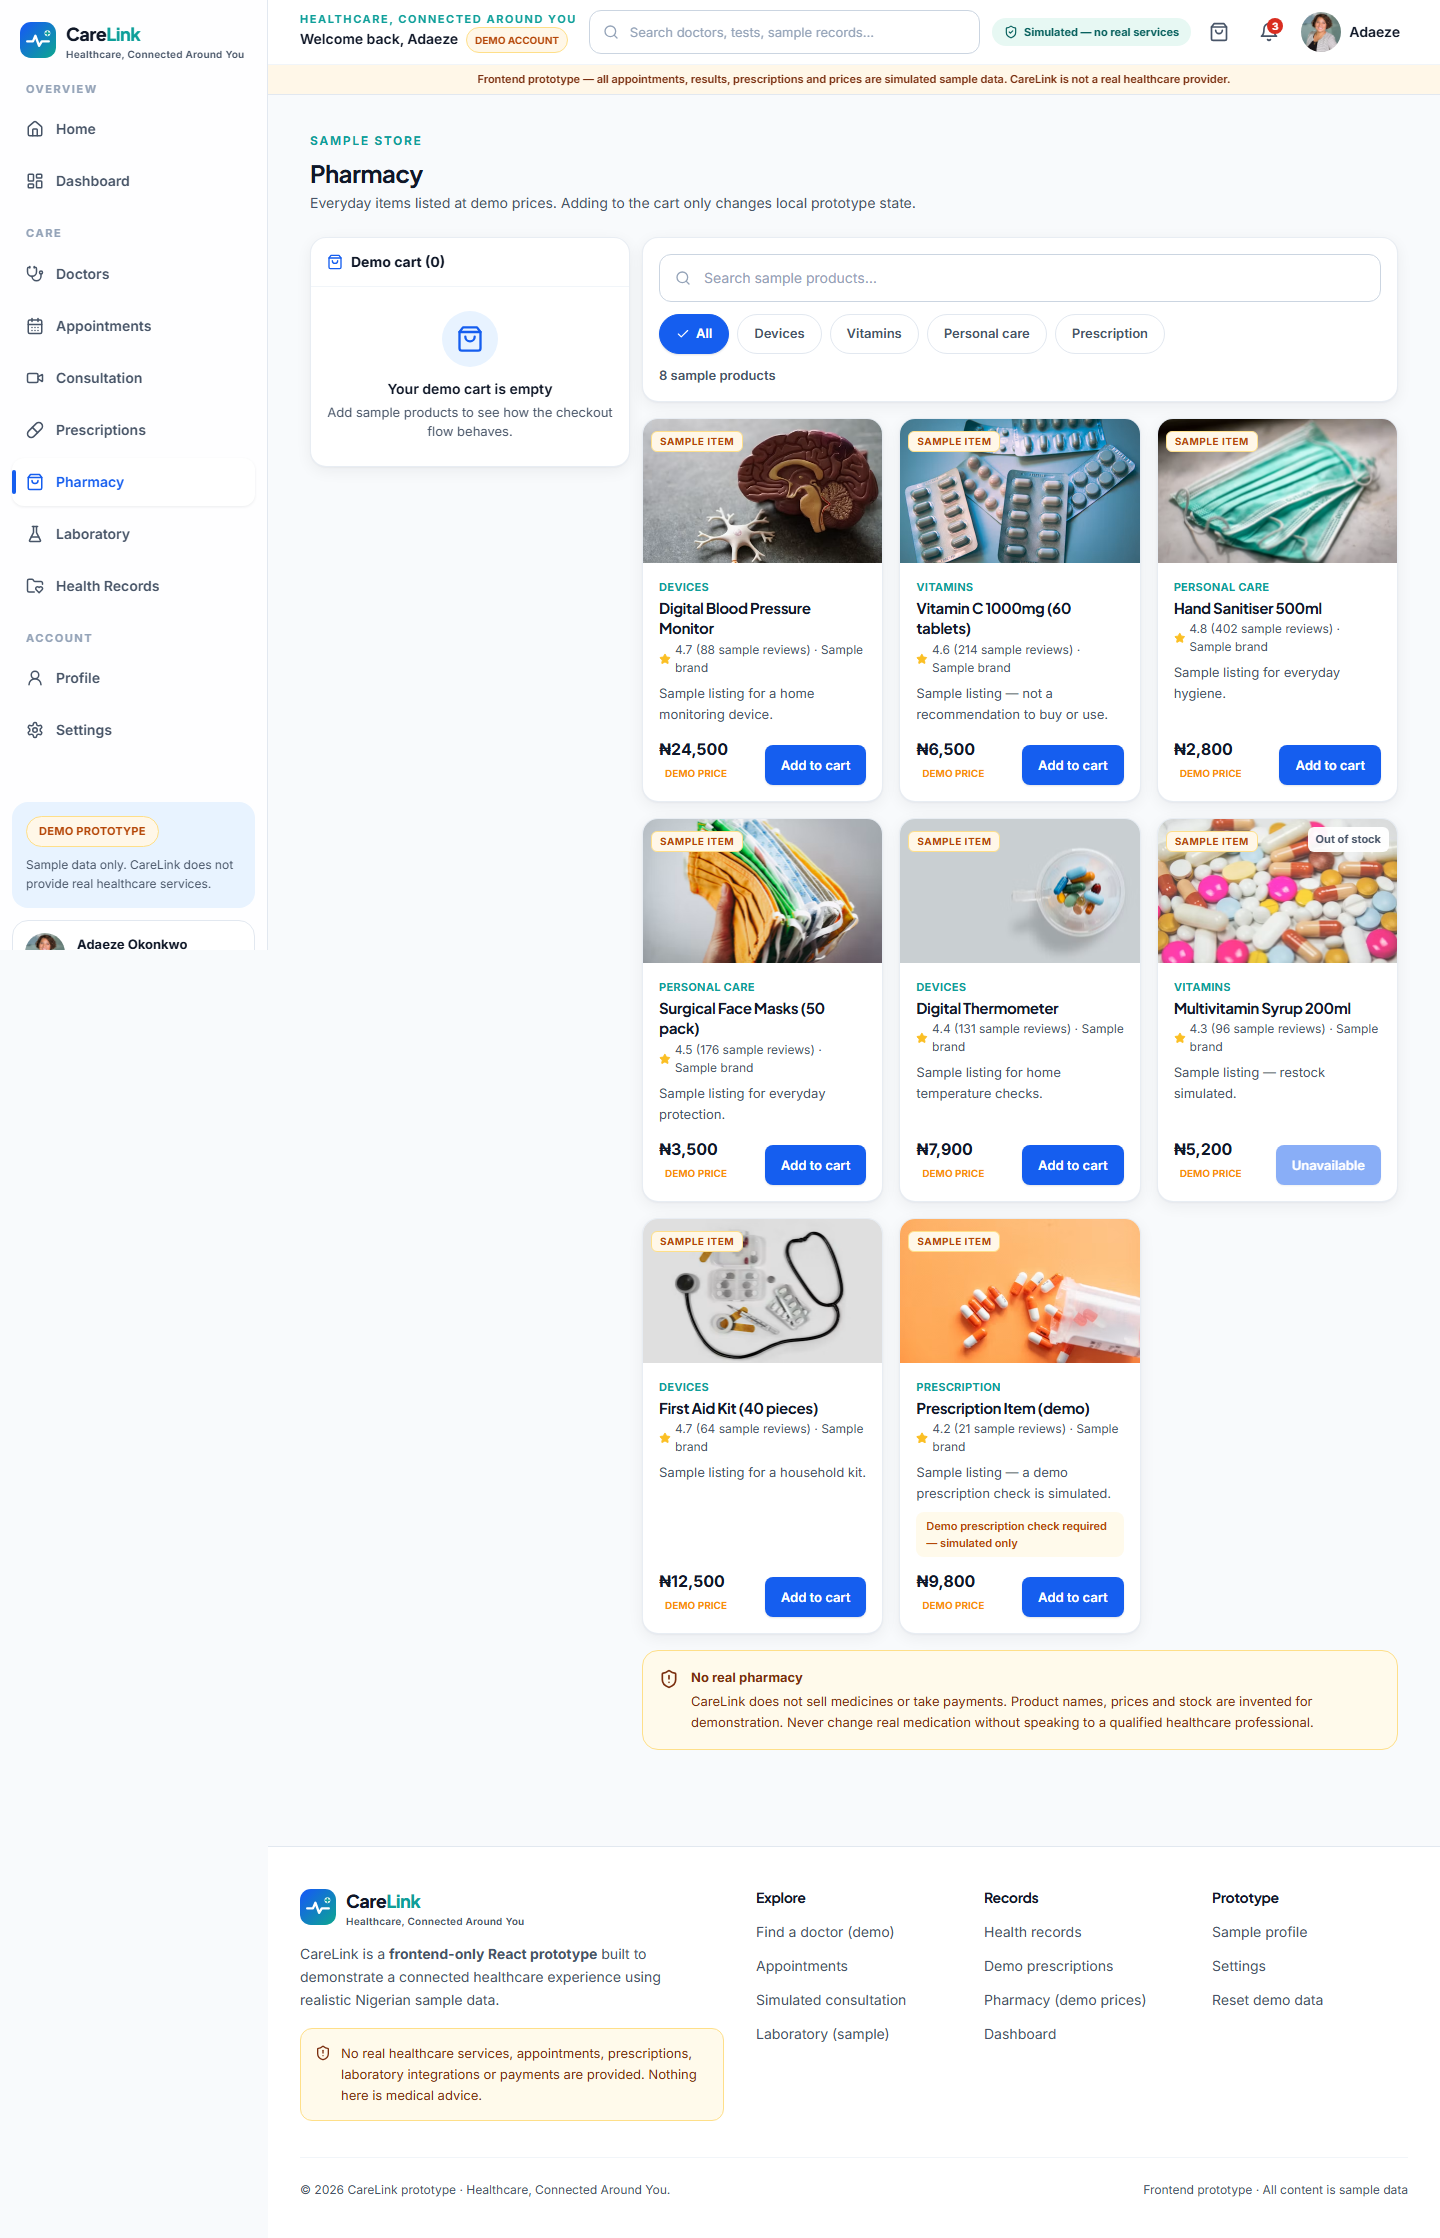 CareLink
Healthcare, Connected Around You
OVERVIEW
Home
Dashboard
CARE
Doctors
Appointments
Consultation
Prescriptions
Pharmacy
Laboratory
Health Records
ACCOUNT
Profile
Settings
DEMO PROTOTYPE
Sample data only. CareLink does not
provide real healthcare services.
Adaeze Okonkwo
HEALTHCARE, CONNECTED AROUND YOU
Welcome back, Adaeze
DEMO ACCOUNT
Search doctors, tests, sample records...
Simulated — no real services
3
Adaeze
Frontend prototype — all appointments, results, prescriptions and prices are simulated sample data. CareLink is not a real healthcare provider.
SAMPLE STORE
Pharmacy
Everyday items listed at demo prices. Adding to the cart only changes local prototype state.
Demo cart (0)
Your demo cart is empty
Add sample products to see how the checkout
flow behaves.
Search sample products...
All
Devices
Vitamins
Personal care
Prescription
8 sample products
SAMPLE ITEM
DEVICES
Digital Blood Pressure
Monitor
4.7 (88 sample reviews) · Sample
brand
Sample listing for a home
monitoring device.
₦24,500
DEMO PRICE
Add to cart
SAMPLE ITEM
VITAMINS
Vitamin C 1000mg (60
tablets)
4.6 (214 sample reviews) ·
Sample brand
Sample listing — not a
recommendation to buy or use.
₦6,500
DEMO PRICE
Add to cart
SAMPLE ITEM
PERSONAL CARE
Hand Sanitiser 500ml
4.8 (402 sample reviews) ·
Sample brand
Sample listing for everyday
hygiene.
₦2,800
DEMO PRICE
Add to cart
SAMPLE ITEM
PERSONAL CARE
Surgical Face Masks (50
pack)
4.5 (176 sample reviews) ·
Sample brand
Sample listing for everyday
protection.
₦3,500
DEMO PRICE
Add to cart
SAMPLE ITEM
DEVICES
Digital Thermometer
4.4 (131 sample reviews) · Sample
brand
Sample listing for home
temperature checks.
₦7,900
DEMO PRICE
Add to cart
SAMPLE ITEM
Out of stock
VITAMINS
Multivitamin Syrup 200ml
4.3 (96 sample reviews) · Sample
brand
Sample listing — restock
simulated.
₦5,200
DEMO PRICE
Unavailable
SAMPLE ITEM
DEVICES
First Aid Kit (40 pieces)
4.7 (64 sample reviews) · Sample
brand
Sample listing for a household kit.
₦12,500
DEMO PRICE
Add to cart
SAMPLE ITEM
PRESCRIPTION
Prescription Item (demo)
4.2 (21 sample reviews) · Sample
brand
Sample listing — a demo
prescription check is simulated.
Demo prescription check required
— simulated only
₦9,800
DEMO PRICE
Add to cart
No real pharmacy
CareLink does not sell medicines or take payments. Product names, prices and stock are invented for
demonstration. Never change real medication without speaking to a qualified healthcare professional.
CareLink
Healthcare, Connected Around You
CareLink is a frontend-only React prototype built to
demonstrate a connected healthcare experience using
realistic Nigerian sample data.
No real healthcare services, appointments, prescriptions,
laboratory integrations or payments are provided. Nothing
here is medical advice.
Explore
Find a doctor (demo)
Appointments
Simulated consultation
Laboratory (sample)
Records
Health records
Demo prescriptions
Pharmacy (demo prices)
Dashboard
Prototype
Sample profile
Settings
Reset demo data
© 2026 CareLink prototype · Healthcare, Connected Around You.
Frontend prototype · All content is sample data